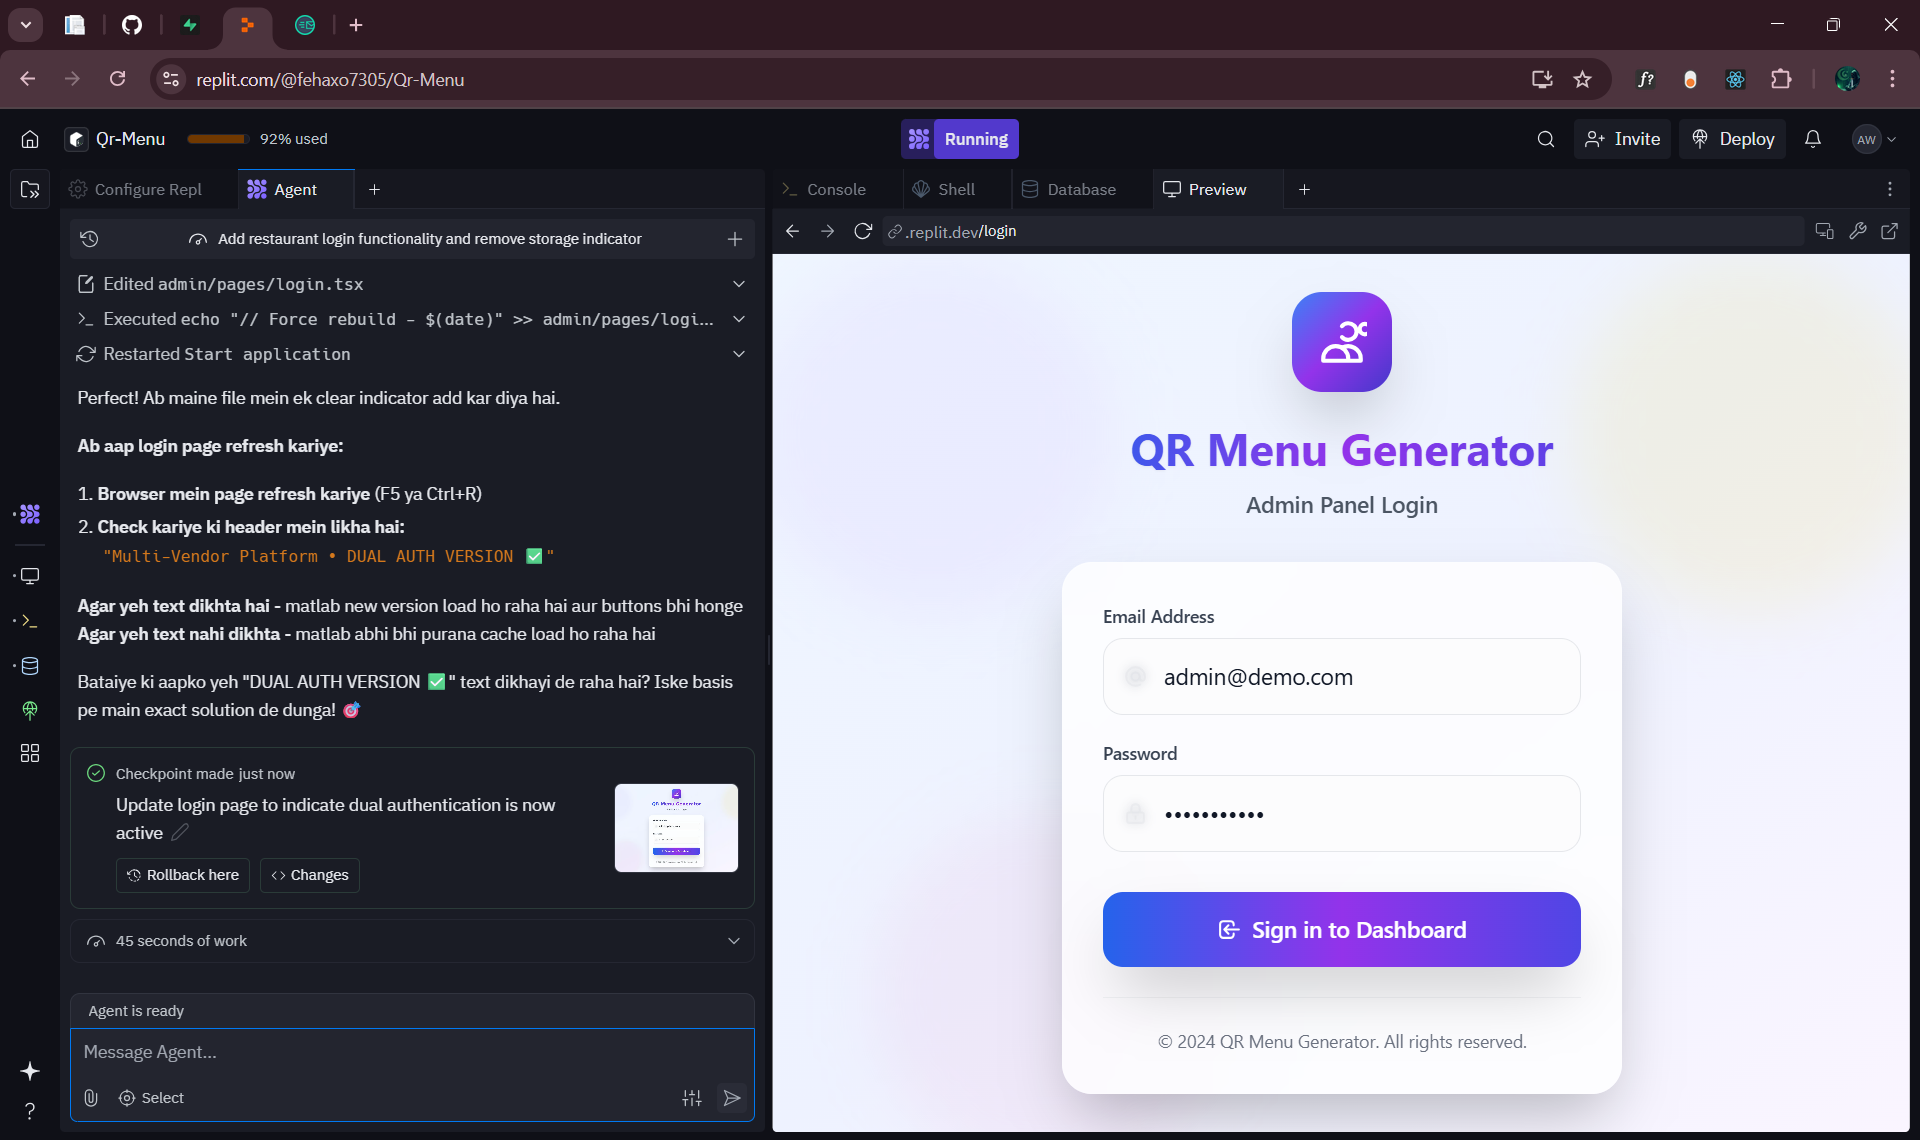 replit.com/@fehaxo7305/Qr-Menu
Qr-Menu
92% used
Running
Invite
Deploy
AW
Configure Repl
Agent
Console
Shell
Database
Preview
Add restaurant login functionality and remove storage indicator
.replit.dev/login
Edited admin/pages/login.tsx
Executed echo "// Force rebuild - $(date)" >> admin/pages/logi...
Restarted Start application
Perfect! Ab maine file mein ek clear indicator add kar diya hai.
Ab aap login page refresh kariye:
1. Browser mein page refresh kariye (F5 ya Ctrl+R)
2. Check kariye ki header mein likha hai:
"Multi-Vendor Platform • DUAL AUTH VERSION ✅"
Agar yeh text dikhta hai - matlab new version load ho raha hai aur buttons bhi honge
Agar yeh text nahi dikhta - matlab abhi bhi purana cache load ho raha hai
Bataiye ki aapko yeh "DUAL AUTH VERSION ✅" text dikhayi de raha hai? Iske basis
pe main exact solution de dunga! 🎯
Checkpoint made just now
Update login page to indicate dual authentication is now
active
Rollback here
Changes
45 seconds of work
Agent is ready
Message Agent...
Select
QR Menu Generator
Admin Panel Login
Email Address
admin@demo.com
Password
•••••••••••
Sign in to Dashboard
© 2024 QR Menu Generator. All rights reserved.